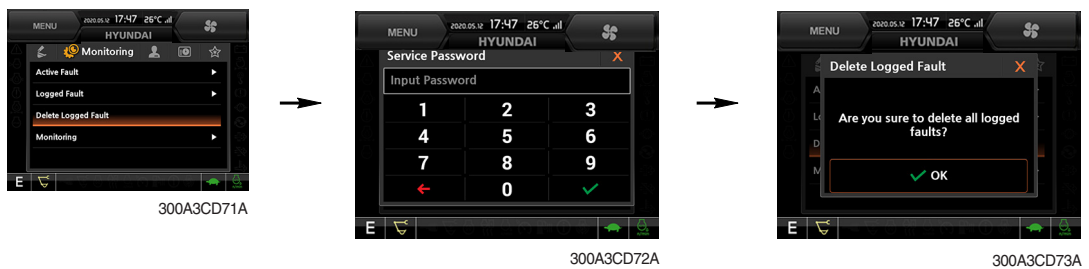 MENU
2020.05.12 17:47 26°C
HYUNDAI
Monitoring
Active Fault
Logged Fault
Delete Logged Fault
Monitoring
E
300A3CD71A
MENU
2020.05.12 17:47 26°C
HYUNDAI
Service Password X
Input Password
1 2 3
4 5 6
7 8 9
0
E
300A3CD72A
MENU
2020.05.12 17:47 26°C
HYUNDAI
Delete Logged Fault X
Are you sure to delete all logged
faults?
OK
E
300A3CD73A